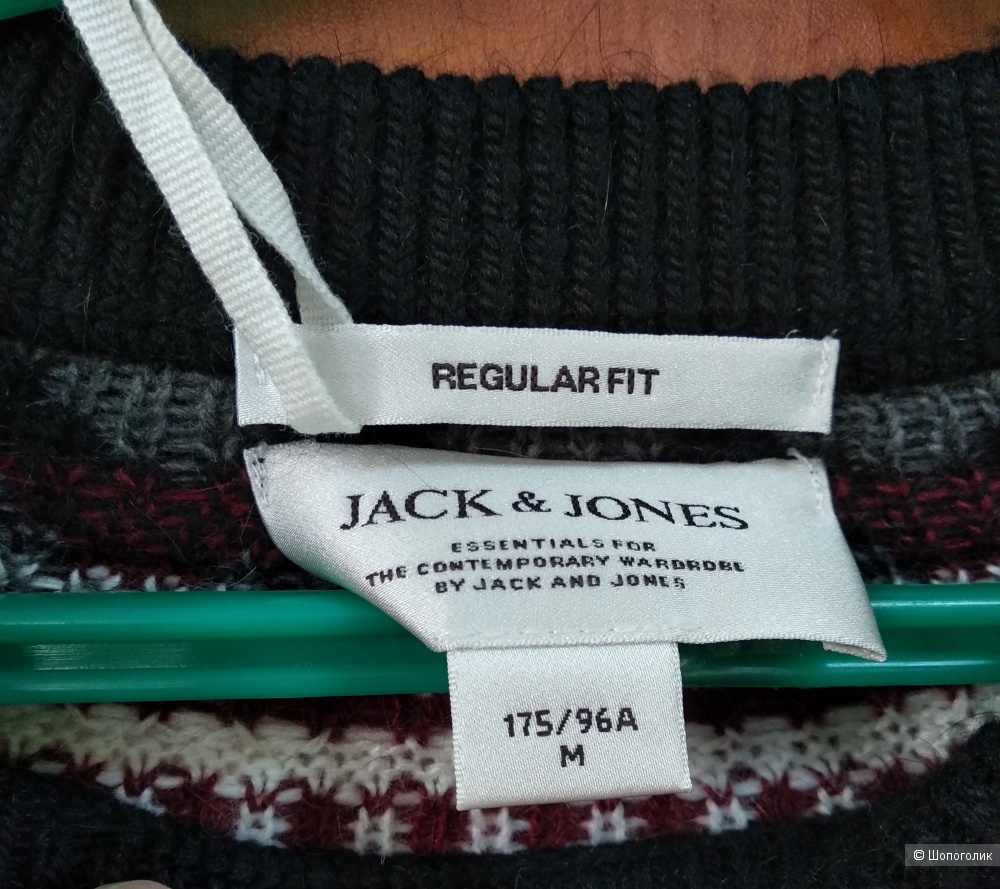 REGULAR FIT
JACK & JONES
ESSENTIALS FOR
THE CONTEMPORARY WARDROBE
BY JACK AND JONES
175/96A
M
© Шопоголик